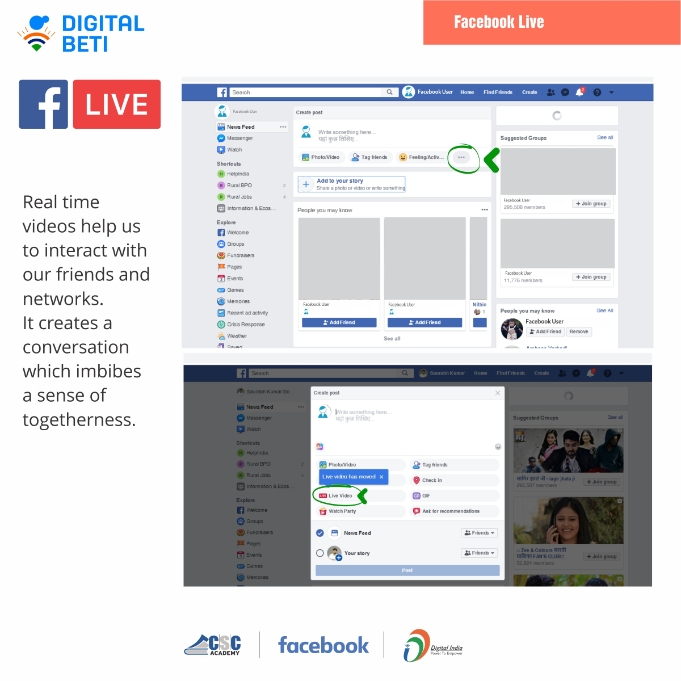 DIGITAL
BETI
Facebook Live
LIVE
Real time
videos help us
to interact with
our friends and
networks.
It creates a
conversation
which imbibes
a sense of
togetherness.
Search
Facebook User
Home
Find Friends
Create
Facebook User
News Feed
Messenger
Watch
Shortcuts
HelpIndia
Rural BPO
Rural Jobs
Information & Ecos...
Explore
Welcome
Groups
Fundraisers
Pages
Events
Games
Memories
Recent ad activity
Crisis Response
Weather
Saved
Create post
Write something here...
यहां कुछ लिखिए...
Photo/Video
Tag friends
Feeling/Activ...
Add to your story
Share a photo or video or write something
People you may know
Facebook User
Add Friend
Facebook User
Add Friend
See all
Suggested Groups
See all
Facebook User
Join group
Facebook User
11,776 members
Join group
People you may know
See All
Facebook User
Add Friend
Remove
Search
Home
Find Friends
Create
News Feed
Messenger
Watch
Shortcuts
HelpIndia
Rural BPO
Rural Jobs
Information & Ecos...
Explore
Welcome
Groups
Fundraisers
Pages
Events
Games
Memories
Create post
Write something here...
यहां कुछ लिखिए...
Photo/Video
Tag friends
Live video has moved
Check in
Live Video
GIF
Watch Party
Ask for recommendations
News Feed
Friends
Your story
Friends
Post
Suggested Groups
See all
Join group
Join group
CSC
ACADEMY
facebook
Digital India
Power To Empower